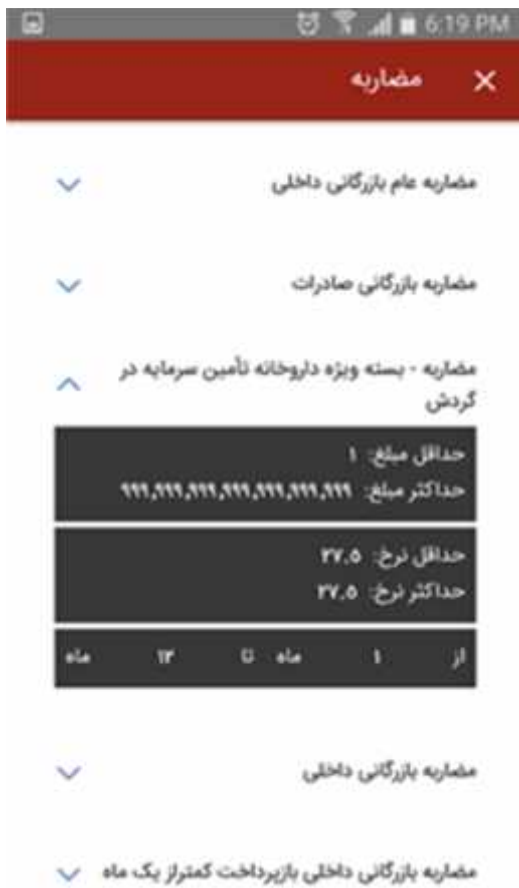 6:19 PM
مضاربه
مضاربه عام بازرگانی داخلی
مضاربه بازرگانی صادرات
مضاربه - بسته ویژه داروخانه تأمین سرمایه در
گردش
حداقل مبلغ: ۱
حداکثر مبلغ: ۹۹۹,۹۹۹,۹۹۹,۹۹۹,۹۹۹,۹۹۹,۹۹۹
حداقل نرخ: ۲۷.۵
حداکثر نرخ: ۲۷.۵
از ۱ ماه تا ۱۲ ماه
مضاربه بازرگانی داخلی
مضاربه بازرگانی داخلی بازپرداخت کمتراز یک ماه